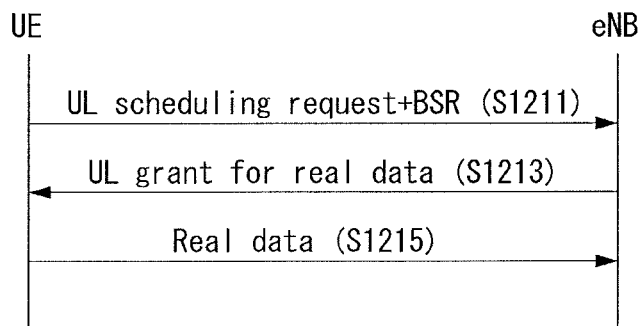 UE eNB
UL scheduling request+BSR (S1211)
UL grant for real data (S1213)
Real data (S1215)